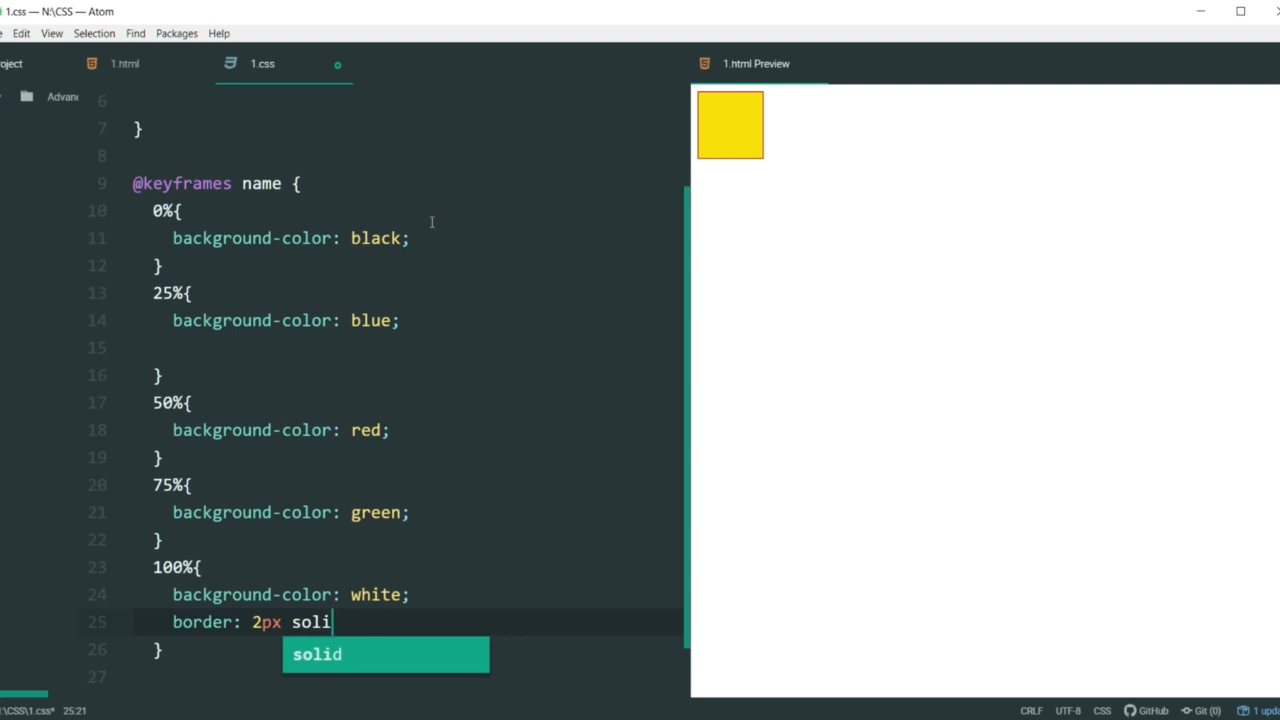 1.css — N:\CSS — Atom
e Edit View Selection Find Packages Help
oject 1.html 1.css 1.html Preview
Advan
6
7 }
8
9 @keyframes name {
10 0%{
11 background-color: black;
12 }
13 25%{
14 background-color: blue;
15
16 }
17 50%{
18 background-color: red;
19 }
20 75%{
21 background-color: green;
22 }
23 100%{
24 background-color: white;
25 border: 2px soli
solid
26 }
27
\CSS\1.css* 25:21 CRLF UTF-8 CSS GitHub Git (0) 1 upda